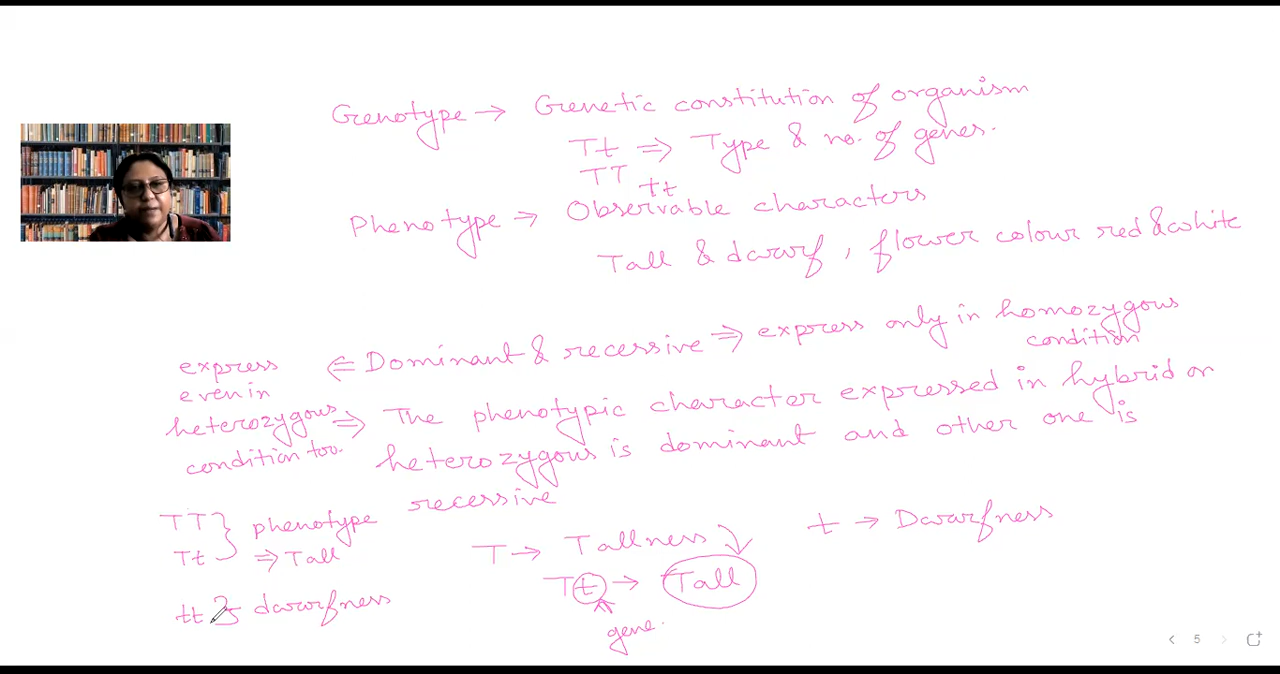 Genotype → Genetic constitution of organism
Tt ⇒ Type & no. of genes.
TT
tt
Phenotype → Observable characters
Tall & dwarf, flower colour red & white
express ⇐ Dominant & recessive ⇒ express only in homozygous
condition
even in
heterozygous ⇒ The phenotypic character expressed in hybrid or
condition too. heterozygous is dominant and other one is
recessive
TT } phenotype
Tt ⇒ Tall
T → Tallness
t → Dwarfness
Tt → Tall
gene.
tt } dwarfness
5